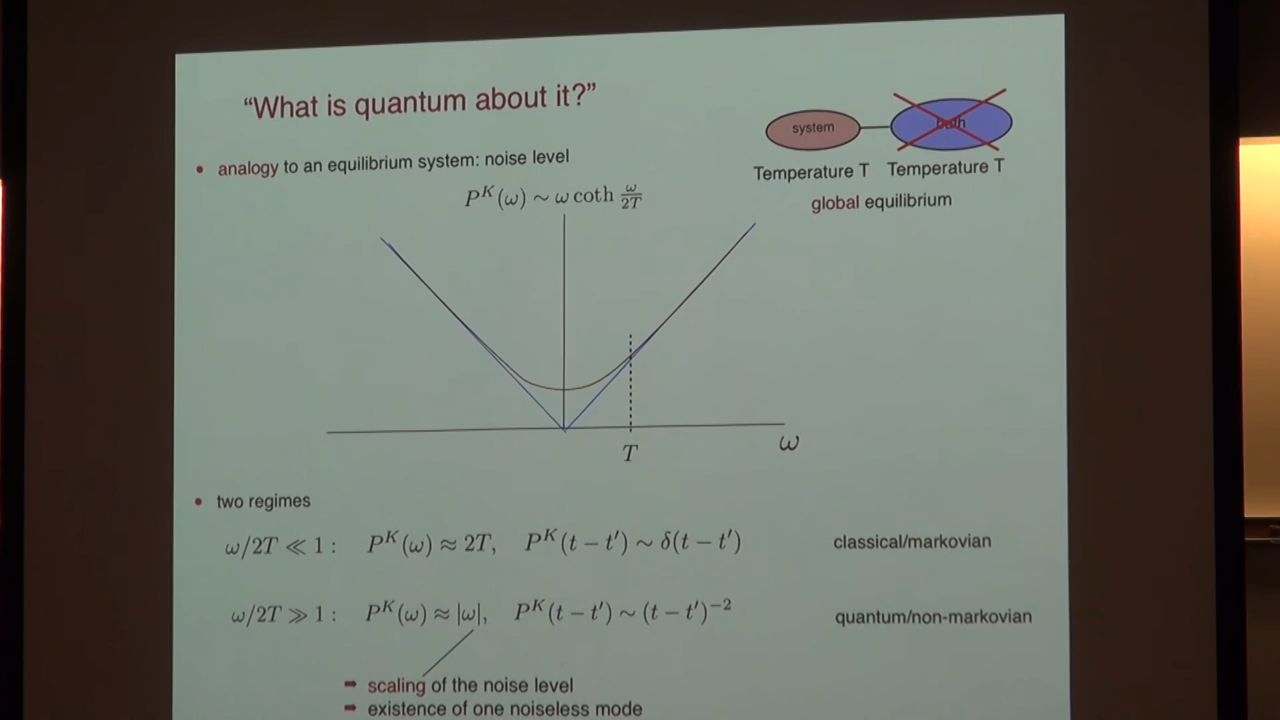 “What is quantum about it?”
system
bath
Temperature T Temperature T
global equilibrium
• analogy to an equilibrium system: noise level
P^K(ω) ∼ ω coth ω/2T
T
ω
• two regimes
ω/2T ≪ 1 : P^K(ω) ≈ 2T, P^K(t − t′) ∼ δ(t − t′) classical/markovian
ω/2T ≫ 1 : P^K(ω) ≈ |ω|, P^K(t − t′) ∼ (t − t′)^−2 quantum/non-markovian
➡ scaling of the noise level
➡ existence of one noiseless mode